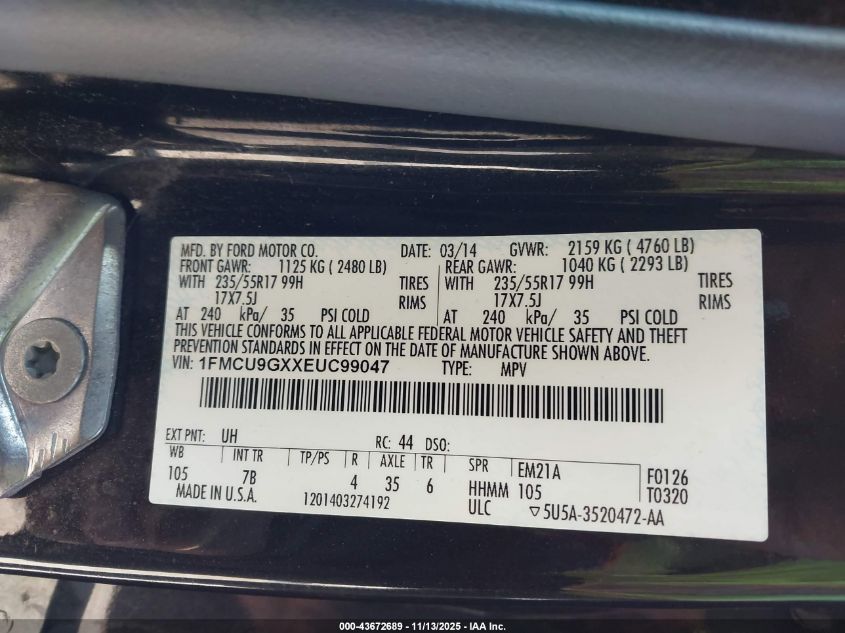 MFD. BY FORD MOTOR CO. DATE: 03/14 GVWR: 2159 KG ( 4760 LB)
FRONT GAWR: 1125 KG ( 2480 LB) REAR GAWR: 1040 KG ( 2293 LB)
WITH 235/55R17 99H TIRES WITH 235/55R17 99H TIRES
17X7.5J RIMS 17X7.5J RIMS
AT 240 kPa/ 35 PSI COLD AT 240 kPa/ 35 PSI COLD
THIS VEHICLE CONFORMS TO ALL APPLICABLE FEDERAL MOTOR VEHICLE SAFETY AND THEFT
PREVENTION STANDARDS IN EFFECT ON THE DATE OF MANUFACTURE SHOWN ABOVE.
VIN: 1FMCU9GXXEUC99047 TYPE: MPV
EXT PNT: UH RC: 44 DSO:
WB INT TR TP/PS R AXLE TR SPR EM21A F0126
105 7B 4 35 6 HHMM 105 T0320
MADE IN U.S.A. 1201403274192 ULC ▽5U5A-3520472-AA
000-43672689 - 11/13/2025 - IAA Inc.